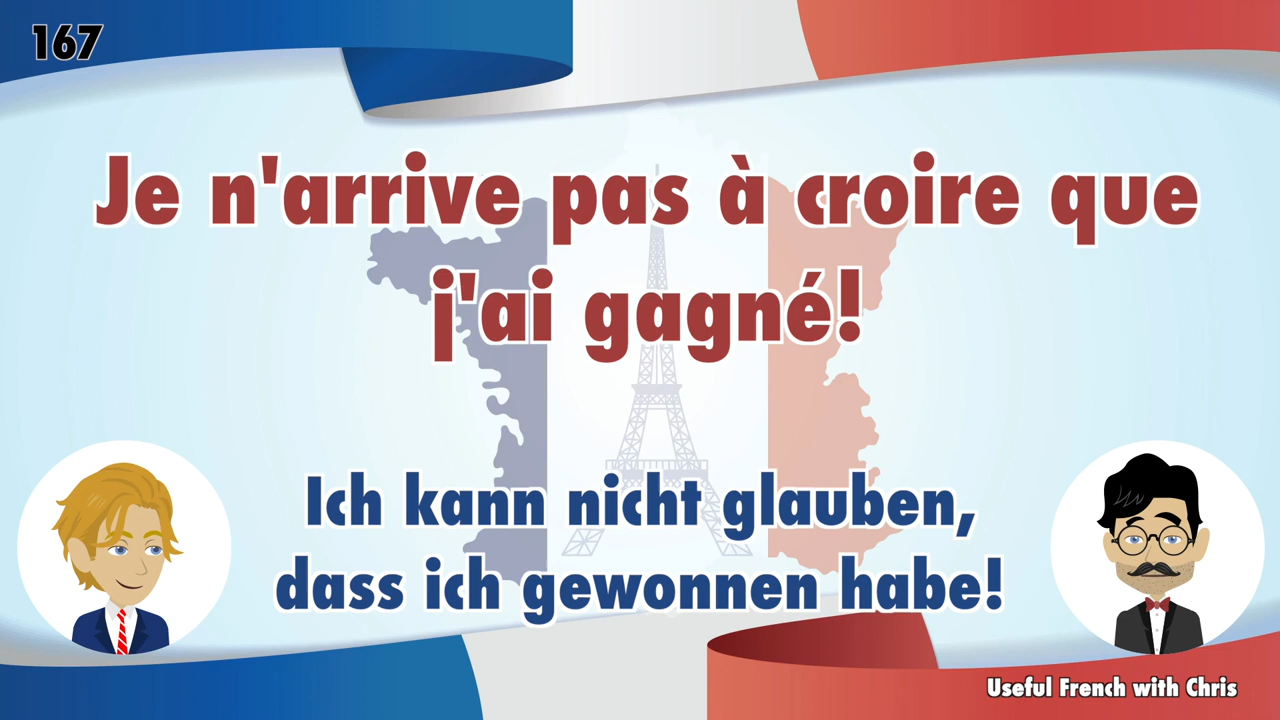 167
Je n'arrive pas à croire que
j'ai gagné!
Ich kann nicht glauben,
dass ich gewonnen habe!
Useful French with Chris